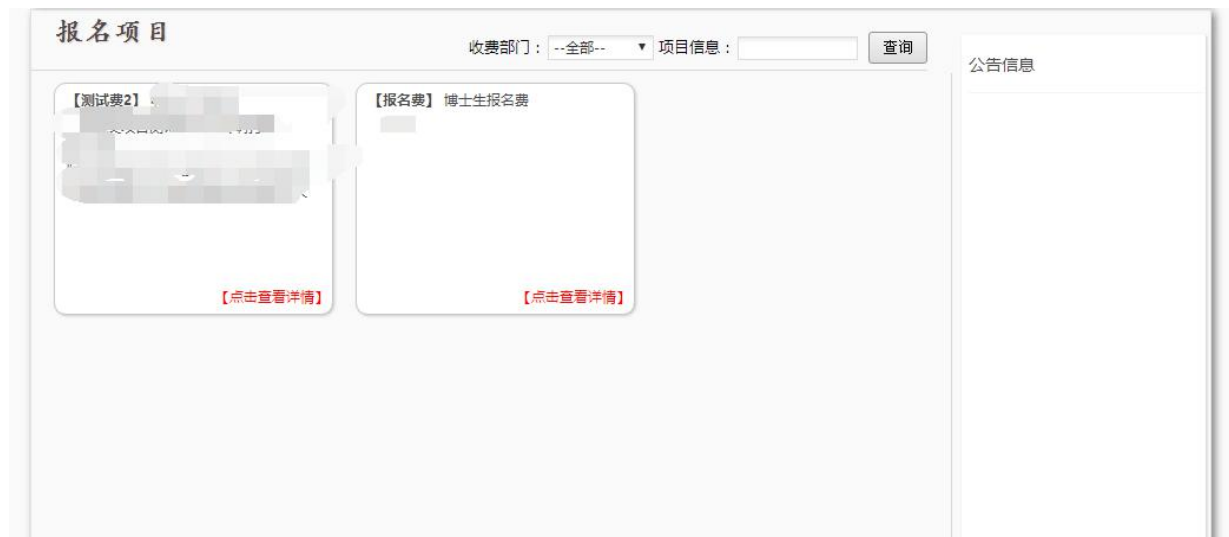 报名项目
收费部门： --全部-- 项目信息： 查询
公告信息
【测试费2】
【报名费】 博士生报名费
【点击查看详情】
【点击查看详情】